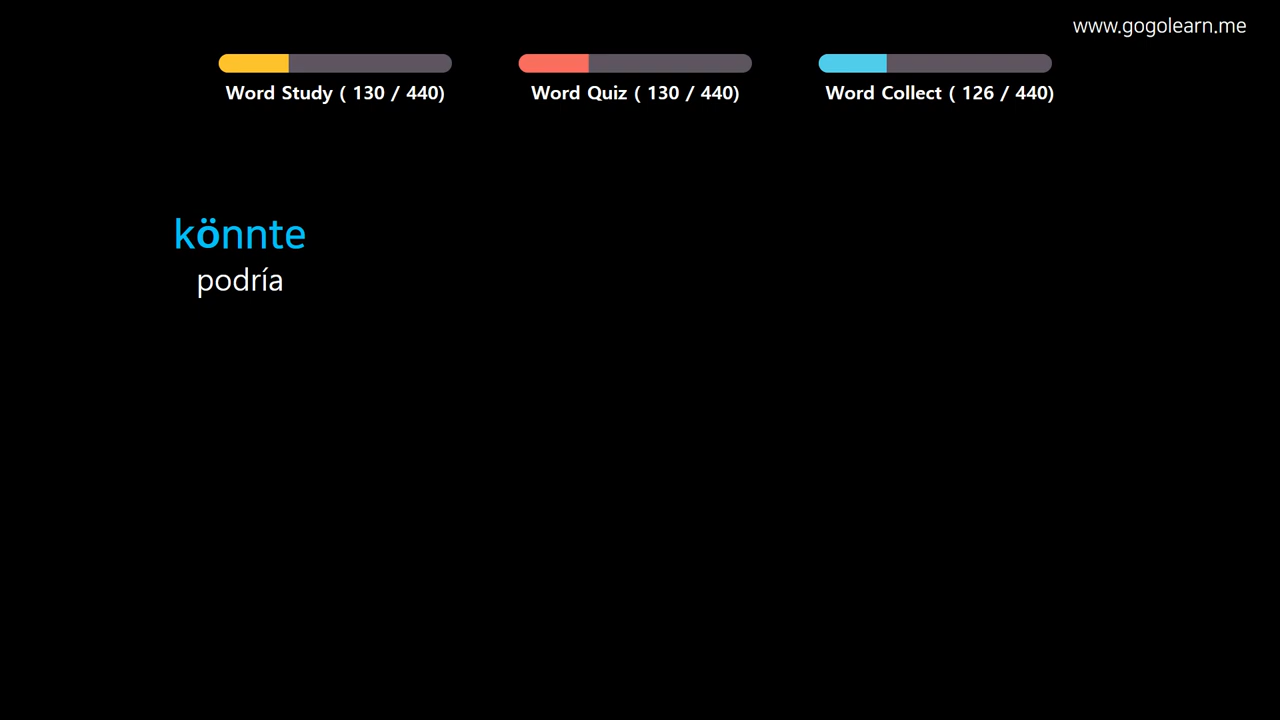 www.gogolearn.me
Word Study ( 130 / 440)
Word Quiz ( 130 / 440)
Word Collect ( 126 / 440)
könnte
podría